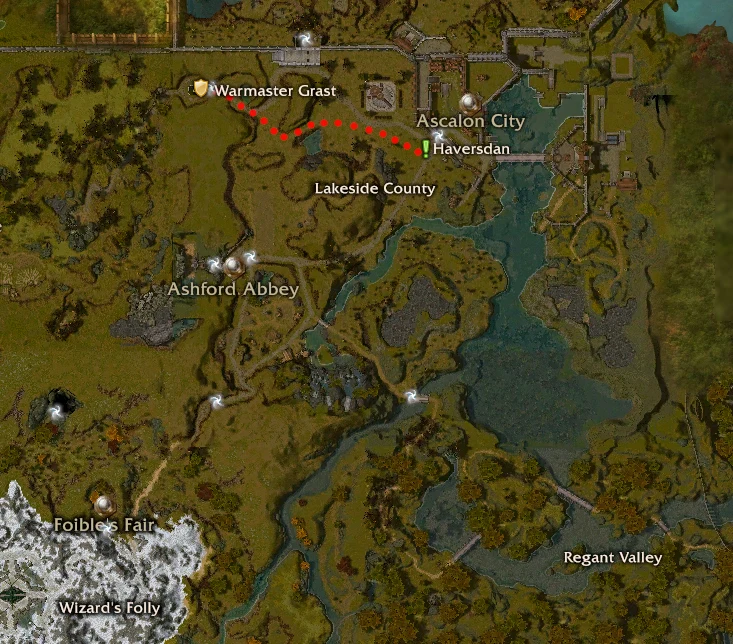 Warmaster Grast
Ascalon City
Haversdan
Lakeside County
Ashford Abbey
Foible's Fair
Regant Valley
Wizard's Folly